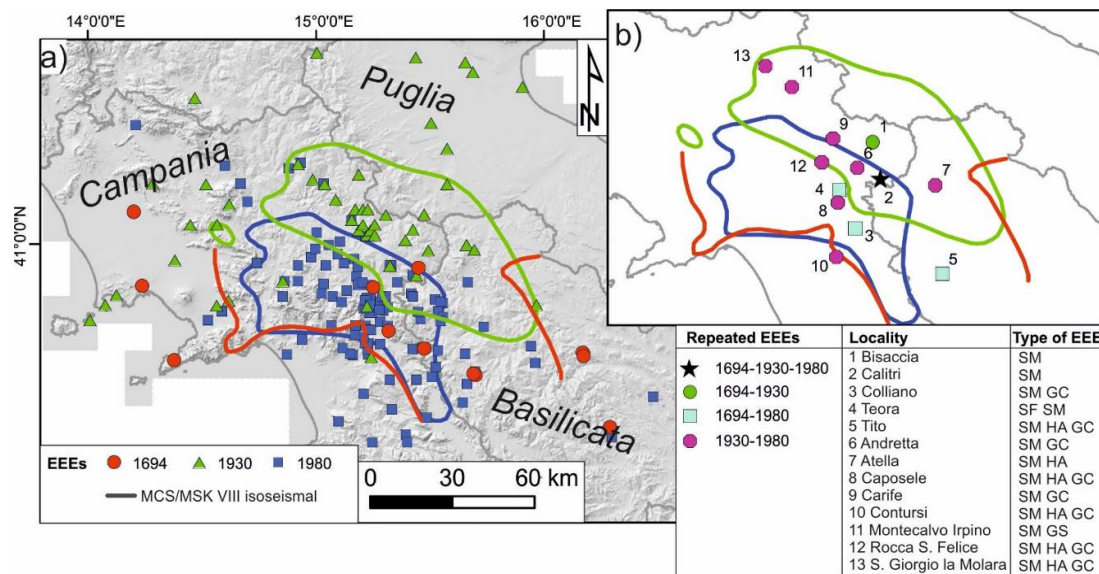 14°00'0"E
15°00'0"E
16°00'0"E
41°0'0"N
a)
Puglia
Campania
Basilicata
N
EEEs 1694 1930 1980
MCS/MSK VIII isoseismal
0 30 60 km
b)
13
11
9
1
12
6
7
4
2
8
3
10
5
Repeated EEEs Locality Type of EEE
1694-1930-1980
1694-1930
1694-1980
1930-1980
1 Bisaccia SM
2 Calitri SM
3 Colliano SM GC
4 Teora SF SM
5 Tito SM HA GC
6 Andretta SM GC
7 Atella SM HA
8 Caposele SM HA GC
9 Carife SM GC
10 Contursi SM HA GC
11 Montecalvo Irpino SM GS
12 Rocca S. Felice SM HA GC
13 S. Giorgio la Molara SM HA GC